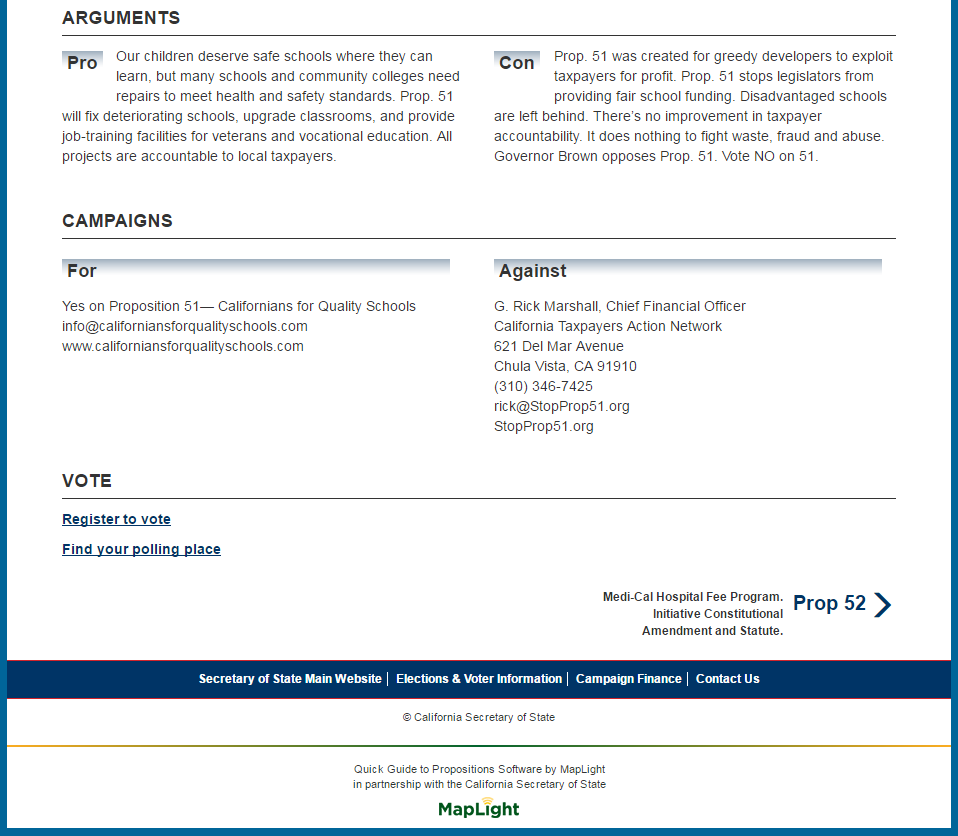 ARGUMENTS
Pro
Our children deserve safe schools where they can
learn, but many schools and community colleges need
repairs to meet health and safety standards. Prop. 51
will fix deteriorating schools, upgrade classrooms, and provide
job-training facilities for veterans and vocational education. All
projects are accountable to local taxpayers.
Con
Prop. 51 was created for greedy developers to exploit
taxpayers for profit. Prop. 51 stops legislators from
providing fair school funding. Disadvantaged schools
are left behind. There’s no improvement in taxpayer
accountability. It does nothing to fight waste, fraud and abuse.
Governor Brown opposes Prop. 51. Vote NO on 51.
CAMPAIGNS
For
Yes on Proposition 51— Californians for Quality Schools
info@californiansforqualityschools.com
www.californiansforqualityschools.com
Against
G. Rick Marshall, Chief Financial Officer
California Taxpayers Action Network
621 Del Mar Avenue
Chula Vista, CA 91910
(310) 346-7425
rick@StopProp51.org
StopProp51.org
VOTE
Register to vote
Find your polling place
Medi-Cal Hospital Fee Program.
Initiative Constitutional
Amendment and Statute.
Prop 52
Secretary of State Main Website | Elections & Voter Information | Campaign Finance | Contact Us
© California Secretary of State
Quick Guide to Propositions Software by MapLight
in partnership with the California Secretary of State
MapLight